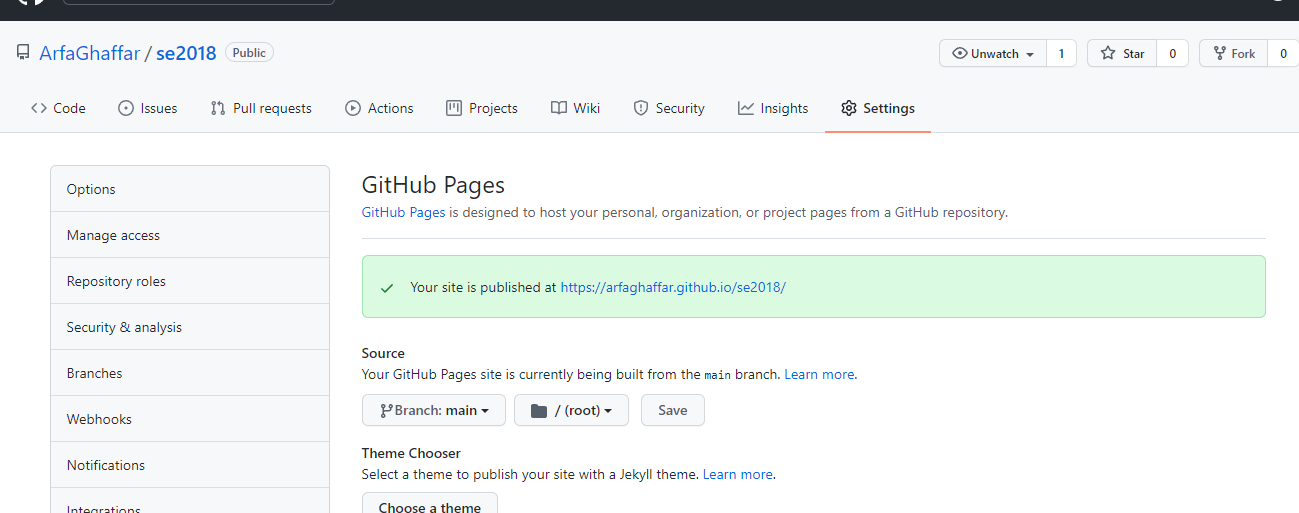 ArfaGhaffar / se2018 Public
Unwatch 1 Star 0 Fork 0
Code Issues Pull requests Actions Projects Wiki Security Insights Settings
Options
Manage access
Repository roles
Security & analysis
Branches
Webhooks
Notifications
Integrations
GitHub Pages
GitHub Pages is designed to host your personal, organization, or project pages from a GitHub repository.
Your site is published at https://arfaghaffar.github.io/se2018/
Source
Your GitHub Pages site is currently being built from the main branch. Learn more.
Branch: main / (root) Save
Theme Chooser
Select a theme to publish your site with a Jekyll theme. Learn more.
Choose a theme